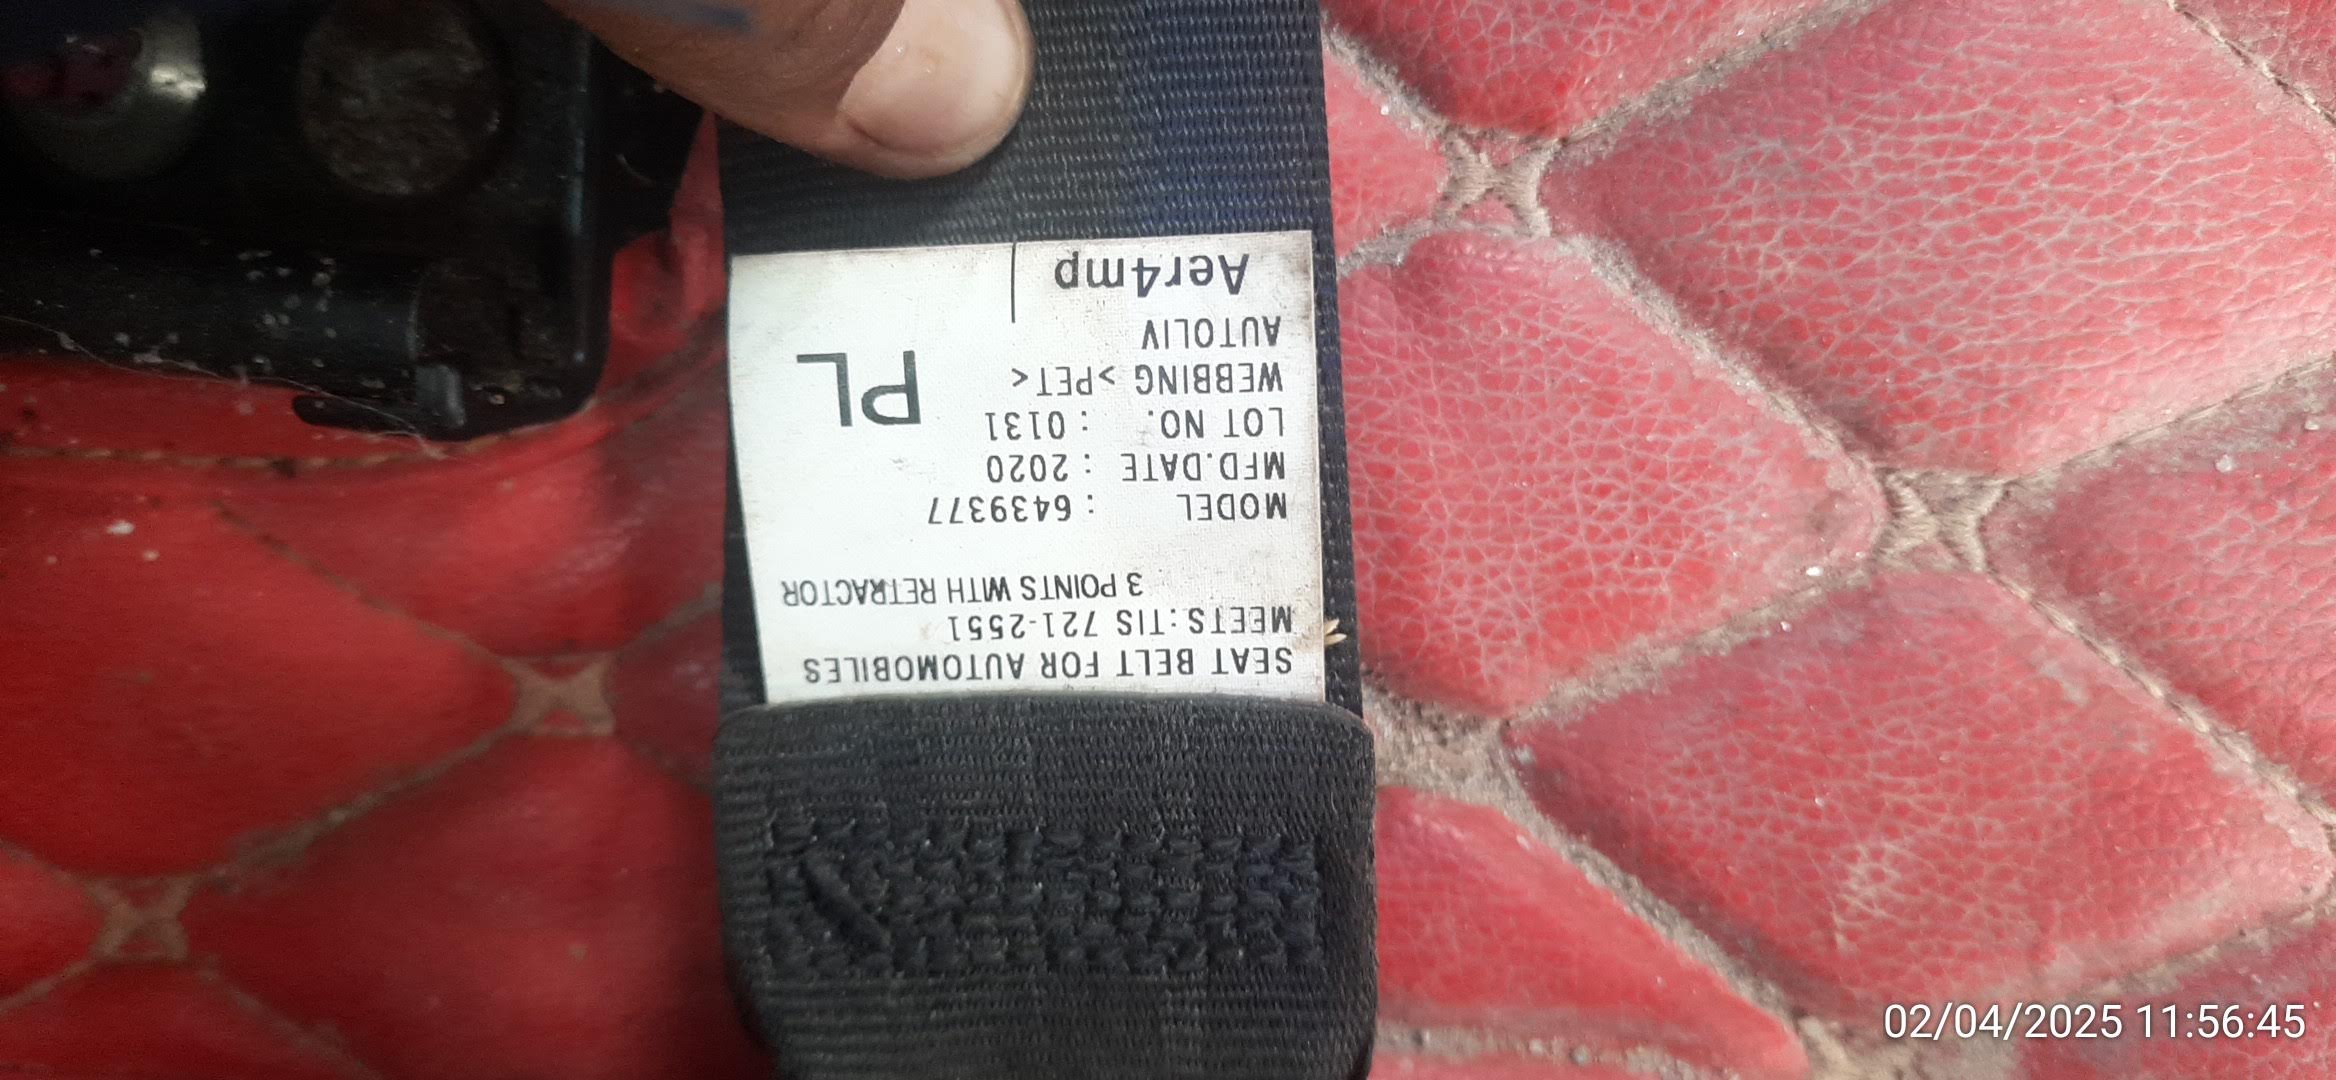 SEAT BELT FOR AUTOMOBILES
MEETS:TIS 721-2551
3 POINTS WITH RETRACTOR
MODEL : 6439377
MFD.DATE : 2020
LOT NO. : 0131
WEBBING >PET<
PL
AUTOLIV
Aer4mp
02/04/2025 11:56:45